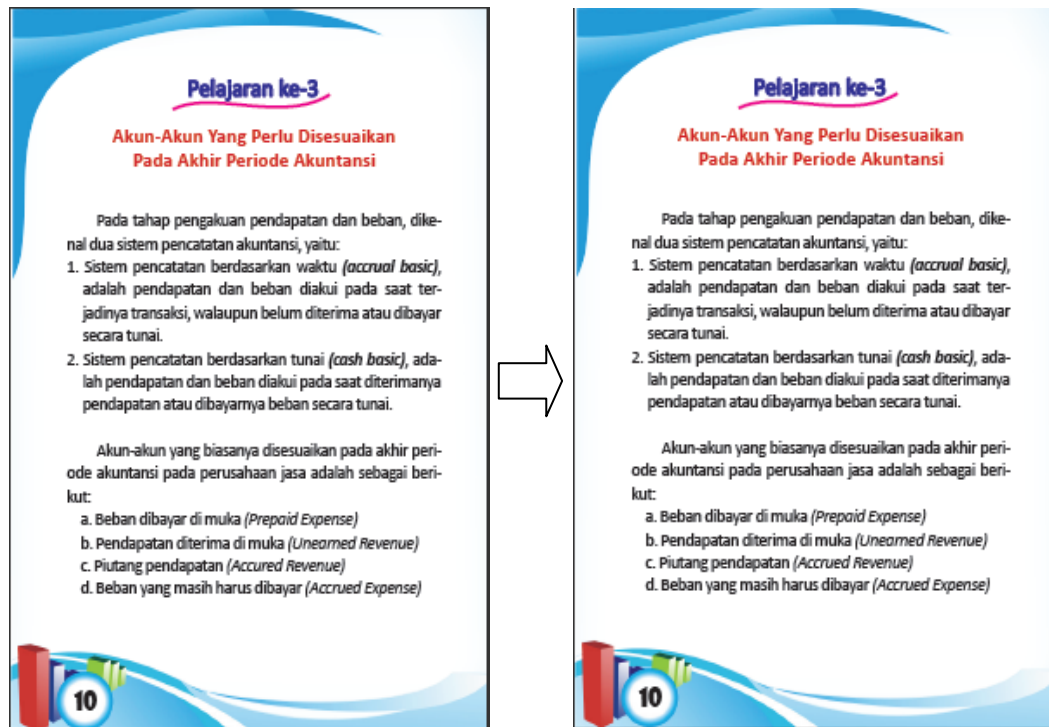 Pelajaran ke-3
Akun-Akun Yang Perlu Disesuaikan
Pada Akhir Periode Akuntansi
Pada tahap pengakuan pendapatan dan beban, dike-
nal dua sistem pencatatan akuntansi, yaitu:
1. Sistem pencatatan berdasarkan waktu (accrual basic),
adalah pendapatan dan beban diakui pada saat ter-
jadinya transaksi, walaupun belum diterima atau dibayar
secara tunai.
2. Sistem pencatatan berdasarkan tunai (cash basic), ada-
lah pendapatan dan beban diakui pada saat diterimanya
pendapatan atau dibayarnya beban secara tunai.
Akun-akun yang biasanya disesuaikan pada akhir peri-
ode akuntansi pada perusahaan jasa adalah sebagai beri-
kut:
a. Beban dibayar di muka (Prepaid Expense)
b. Pendapatan diterima di muka (Unearned Revenue)
c. Piutang pendapatan (Accured Revenue)
d. Beban yang masih harus dibayar (Accrued Expense)
10
Pelajaran ke-3
Akun-Akun Yang Perlu Disesuaikan
Pada Akhir Periode Akuntansi
Pada tahap pengakuan pendapatan dan beban, dike-
nal dua sistem pencatatan akuntansi, yaitu:
1. Sistem pencatatan berdasarkan waktu (accrual basic),
adalah pendapatan dan beban diakui pada saat ter-
jadinya transaksi, walaupun belum diterima atau dibayar
secara tunai.
2. Sistem pencatatan berdasarkan tunai (cash basic), ada-
lah pendapatan dan beban diakui pada saat diterimanya
pendapatan atau dibayarnya beban secara tunai.
Akun-akun yang biasanya disesuaikan pada akhir peri-
ode akuntansi pada perusahaan jasa adalah sebagai beri-
kut:
a. Beban dibayar di muka (Prepaid Expense)
b. Pendapatan diterima di muka (Unearned Revenue)
c. Piutang pendapatan (Accrued Revenue)
d. Beban yang masih harus dibayar (Accrued Expense)
10